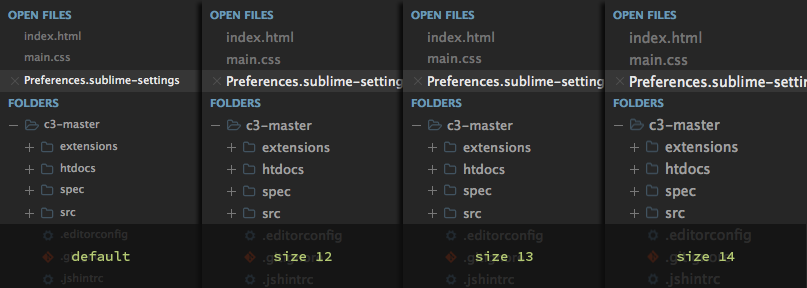 OPEN FILES
index.html
main.css
Preferences.sublime-settings
FOLDERS
c3-master
extensions
htdocs
spec
src
.editorconfig
default
.jshintrc
OPEN FILES
index.html
main.css
Preferences.sublime-setting
FOLDERS
c3-master
extensions
htdocs
spec
src
.editorconfig
size 12
.jshintrc
OPEN FILES
index.html
main.css
Preferences.sublime-setting
FOLDERS
c3-master
extensions
htdocs
spec
src
.editorconfig
size 13
.jshintrc
OPEN FILES
index.html
main.css
Preferences.sublime-settin
FOLDERS
c3-master
extensions
htdocs
spec
src
.editorconfig
size 14
.jshintrc